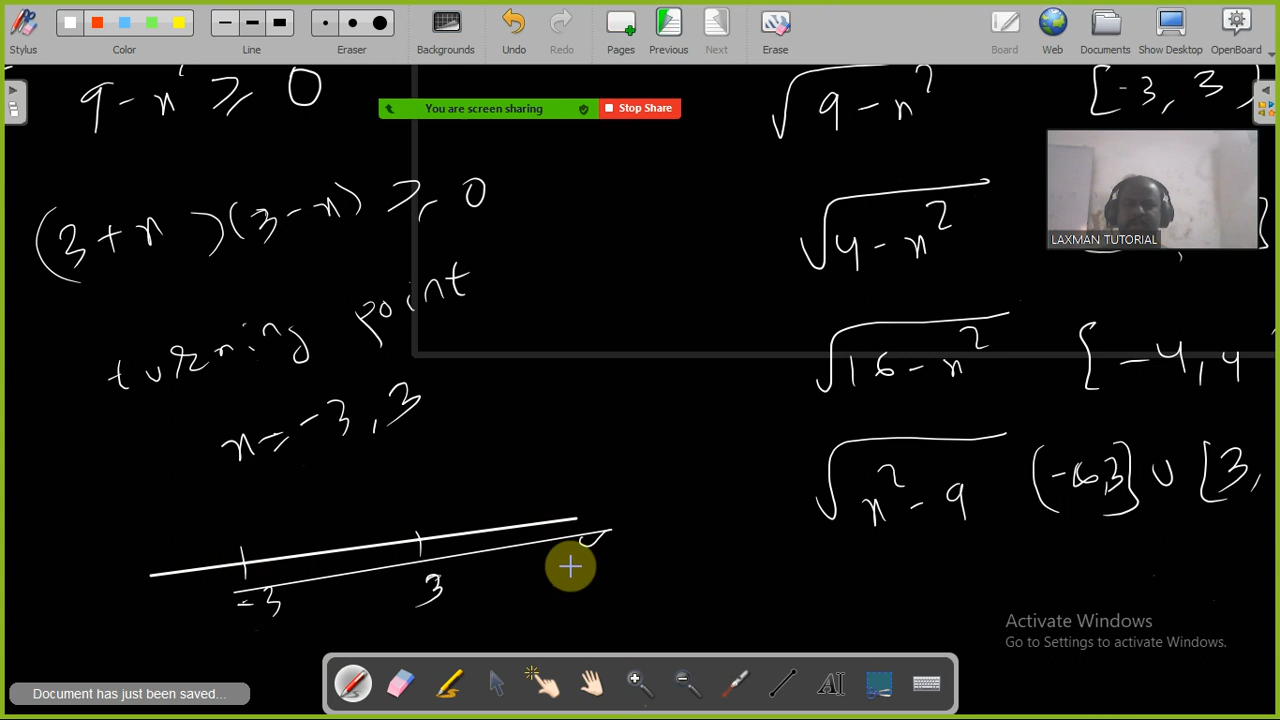 Stylus
Color
Line
Eraser
Backgrounds
Undo
Redo
Pages
Previous
Next
Erase
Board
Web
Documents
Show Desktop
OpenBoard
You are screen sharing
Stop Share
9 - x² ≥ 0
(3 + x)(3 - x) ≥ 0
turning point
x = -3, 3
-3 3
√9 - x² [-3, 3]
√4 - x²
√16 - x² [-4, 4
√x² - 9 (-∞, 3] ∪ [3,
LAXMAN TUTORIAL
Activate Windows
Go to Settings to activate Windows.
Document has just been saved...
AI